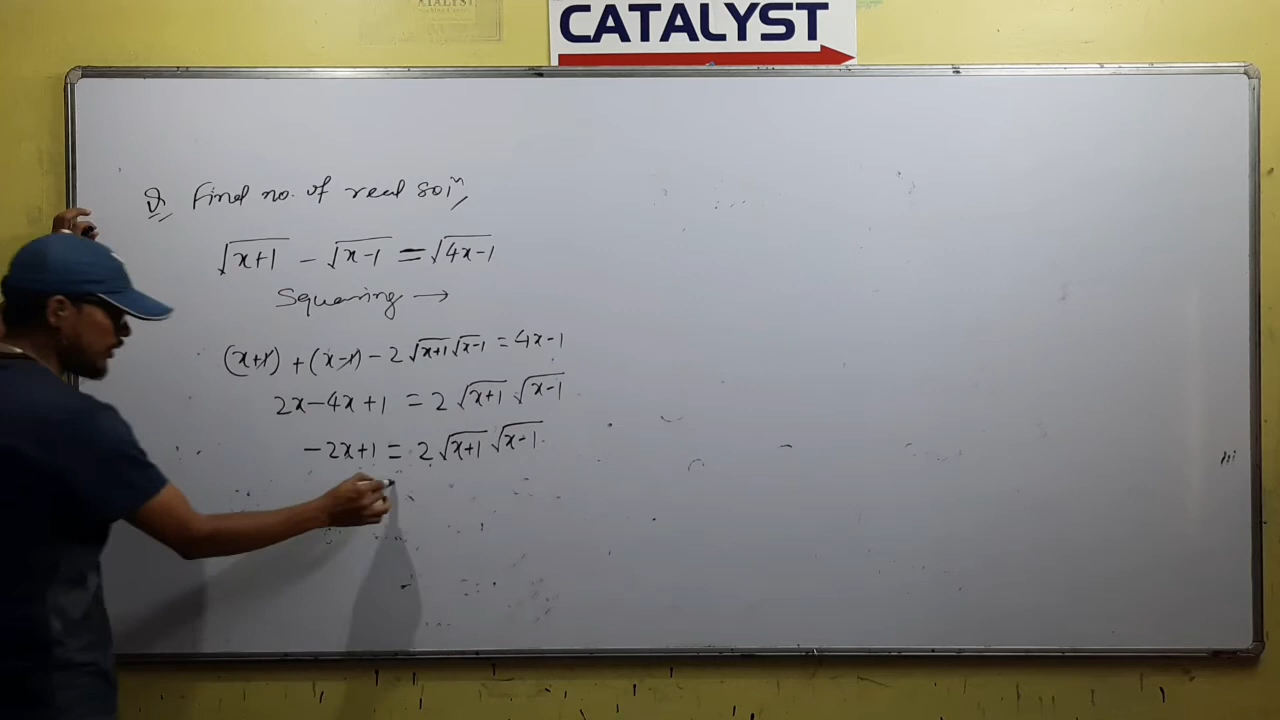 CATALYST
CATALYST
Q. Find no. of real solⁿ,
√x+1 − √x-1 = √4x-1
Squaring →
(x+1) + (x-1) − 2√x+1 √x-1 = 4x-1
2x−4x+1 = 2√x+1 √x-1
−2x+1 = 2√x+1 √x-1